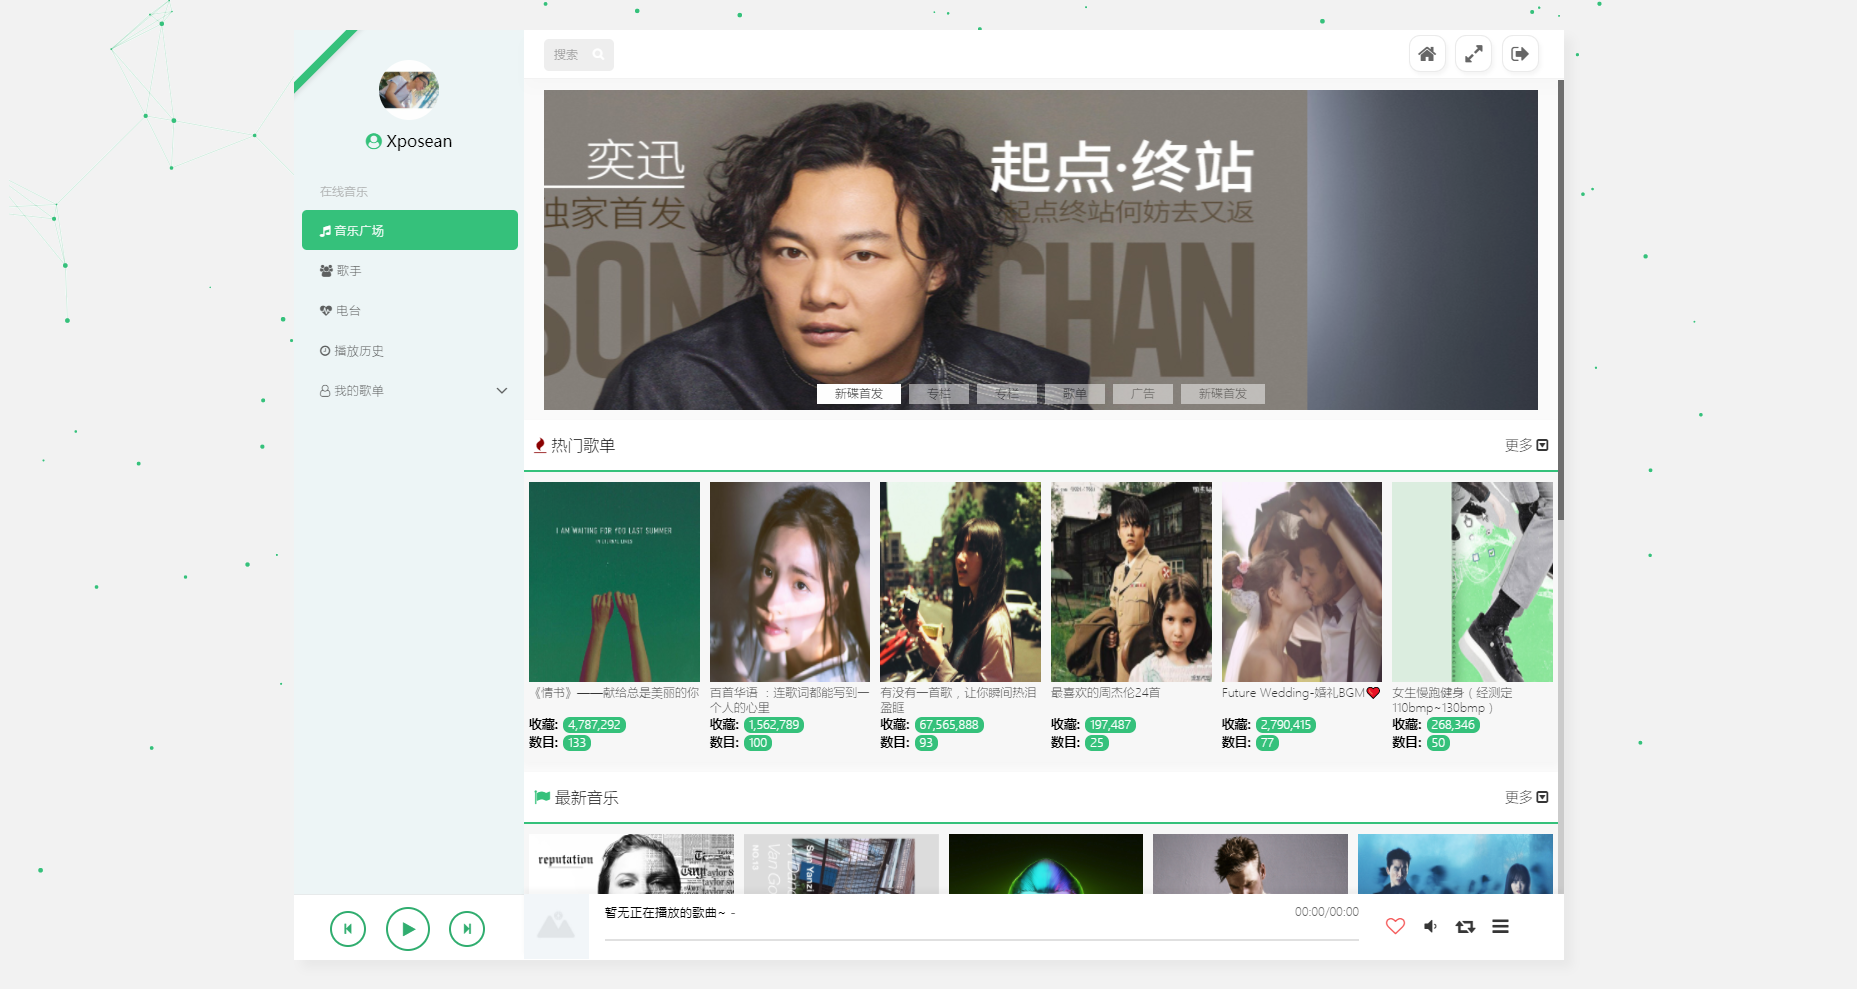 搜索
Xposean
在线音乐
音乐广场
歌手
电台
播放历史
我的歌单
奕迅
独家首发
起点·终站
起点终站何妨去又返
SON CHAN
新碟首发
专栏
专栏
歌单
广告
新碟首发
热门歌单
更多
I AM WAITING FOR YOU LAST SUMMER
《情书》——献给总是美丽的你
收藏: 4,787,292
数目: 133
百首华语 ：连歌词都能写到一
个人的心里
收藏: 1,562,789
数目: 100
有没有一首歌，让你瞬间热泪
盈眶
收藏: 67,565,888
数目: 93
最喜欢的周杰伦24首
收藏: 197,487
数目: 25
Future Wedding-婚礼BGM❤
收藏: 2,790,415
数目: 77
女生慢跑健身（经测定
110bmp~130bmp）
收藏: 268,346
数目: 50
最新音乐
更多
reputation
NO.13
Sun Yanzi
暂无正在播放的歌曲~ -
00:00/00:00